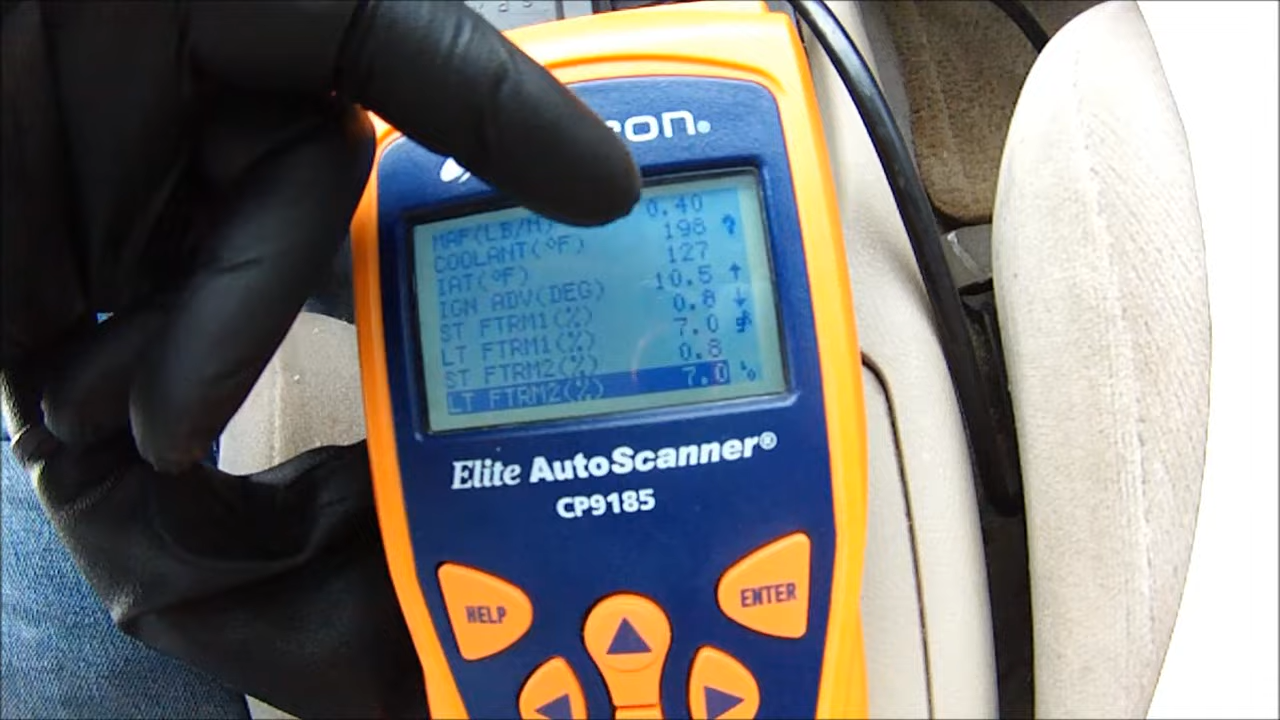 on®
MAF(LB/M) 0.40
COOLANT(°F) 198
IAT(°F) 127
IGN ADV(DEG) 10.5
ST FTRM1(%) 0.8
LT FTRM1(%) 7.0
ST FTRM2(%) 0.8
LT FTRM2(%) 7.0
Elite AutoScanner®
CP9185
HELP
ENTER